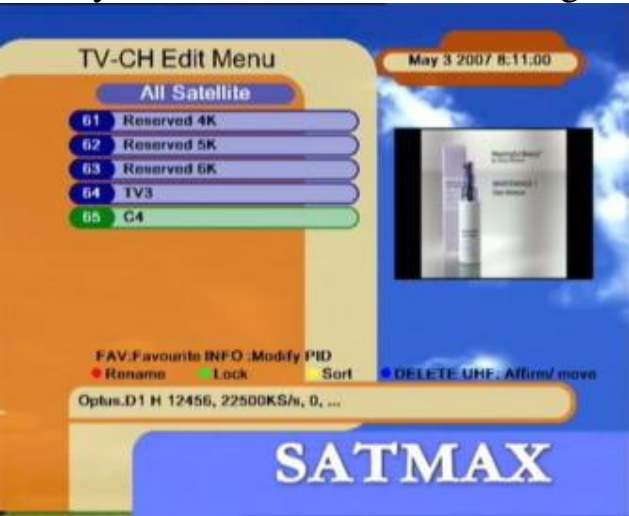 TV-CH Edit Menu
May 3 2007 8:11:00
All Satellite
61 Reserved 4K
62 Reserved 5K
63 Reserved 6K
64 TV3
65 C4
FAV:Favourite INFO :Modify PID
Rename Lock Sort DELETE UHF: Affirm/ move
Optus.D1 H 12456, 22500KS/s, 0, ...
SATMAX